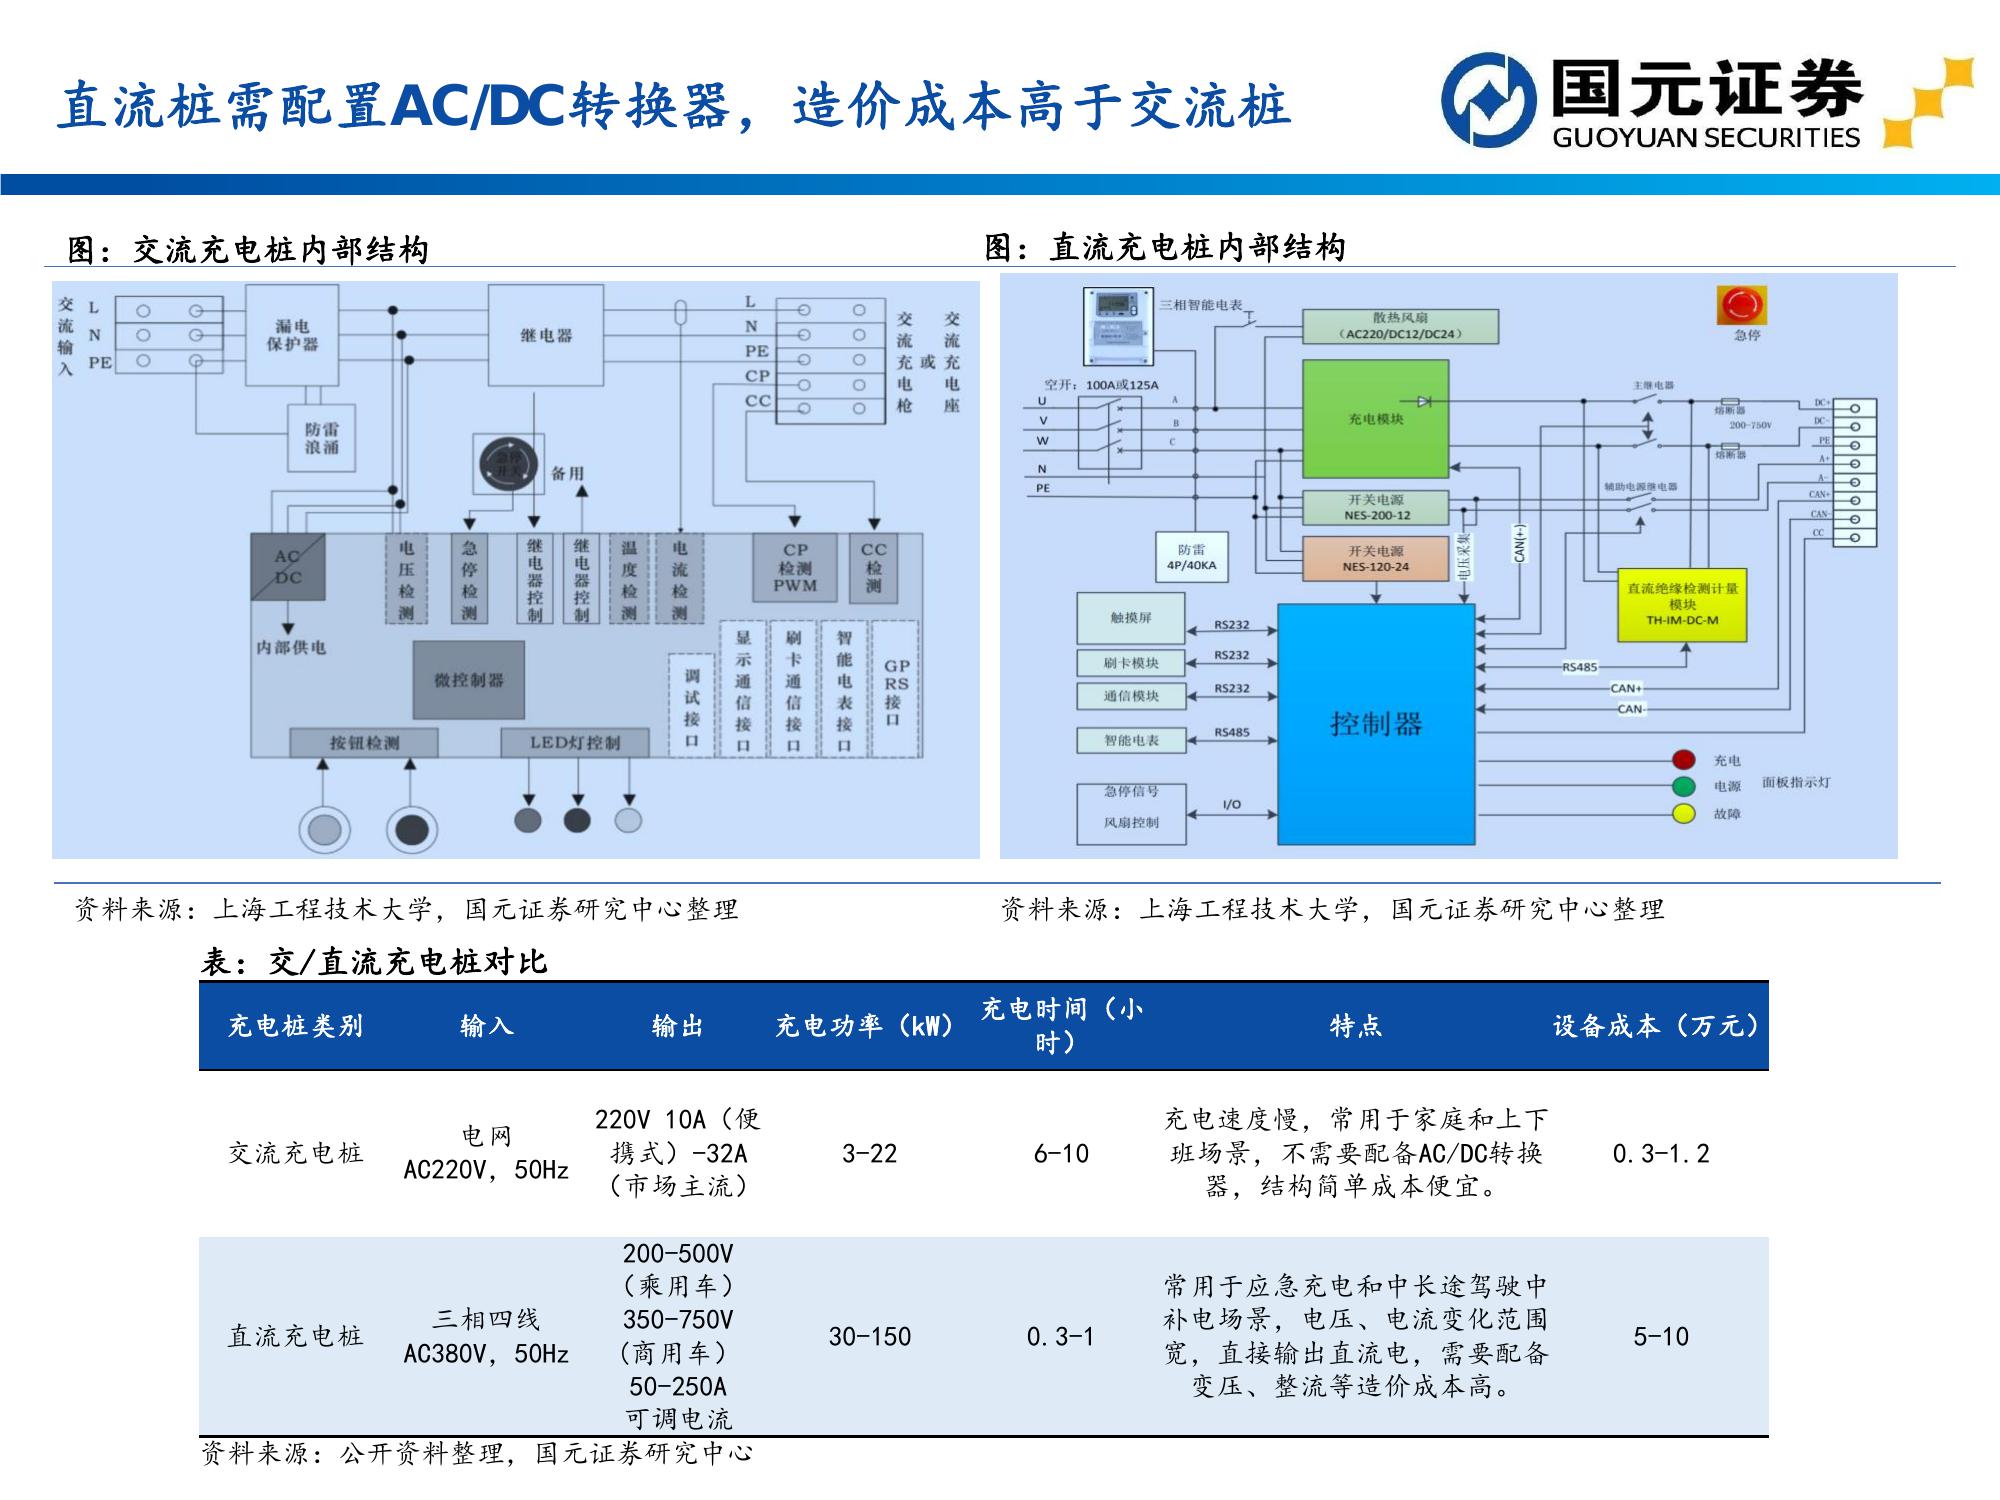 直流桩需配置AC/DC转换器，造价成本高于交流桩
国元证券
GUOYUAN SECURITIES
图：交流充电桩内部结构
交流输入
L
N
PE
漏电
保护器
继电器
L
N
PE
CP
CC
交流充电枪
或
交流充电座
防雷
浪涌
急停
开关
备用
AC
DC
内部供电
电压检测
急停检测
继电器控制
继电器控制
温度检测
电流检测
CP
检测
PWM
CC
检
测
微控制器
调试接口
显示通信接口
刷卡通信接口
智能电表接口
GP
RS
接
口
按钮检测
LED灯控制
图：直流充电桩内部结构
三相智能电表
散热风扇
（AC220/DC12/DC24）
急停
空开：100A或125A
U
V
W
N
PE
A
B
C
充电模块
主继电器
熔断器
200-750V
熔断器
辅助电源继电器
DC+
DC-
PE
A+
A-
CAN+
CAN-
CC
开关电源
NES-200-12
开关电源
NES-120-24
防雷
4P/40KA
电压采集
CAN(+-)
直流绝缘检测计量
模块
TH-IM-DC-M
触摸屏
RS232
刷卡模块
RS232
通信模块
RS232
智能电表
RS485
急停信号
风扇控制
I/O
控制器
RS485
CAN+
CAN-
充电
电源
故障
面板指示灯
资料来源：上海工程技术大学，国元证券研究中心整理
资料来源：上海工程技术大学，国元证券研究中心整理
表：交/直流充电桩对比
充电桩类别
输入
输出
充电功率（kW）
充电时间（小
时）
特点
设备成本（万元）
交流充电桩
电网
AC220V，50Hz
220V 10A（便
携式）-32A
（市场主流）
3-22
6-10
充电速度慢，常用于家庭和上下
班场景，不需要配备AC/DC转换
器，结构简单成本便宜。
0.3-1.2
直流充电桩
三相四线
AC380V，50Hz
200-500V
（乘用车）
350-750V
（商用车）
50-250A
可调电流
30-150
0.3-1
常用于应急充电和中长途驾驶中
补电场景，电压、电流变化范围
宽，直接输出直流电，需要配备
变压、整流等造价成本高。
5-10
资料来源：公开资料整理，国元证券研究中心